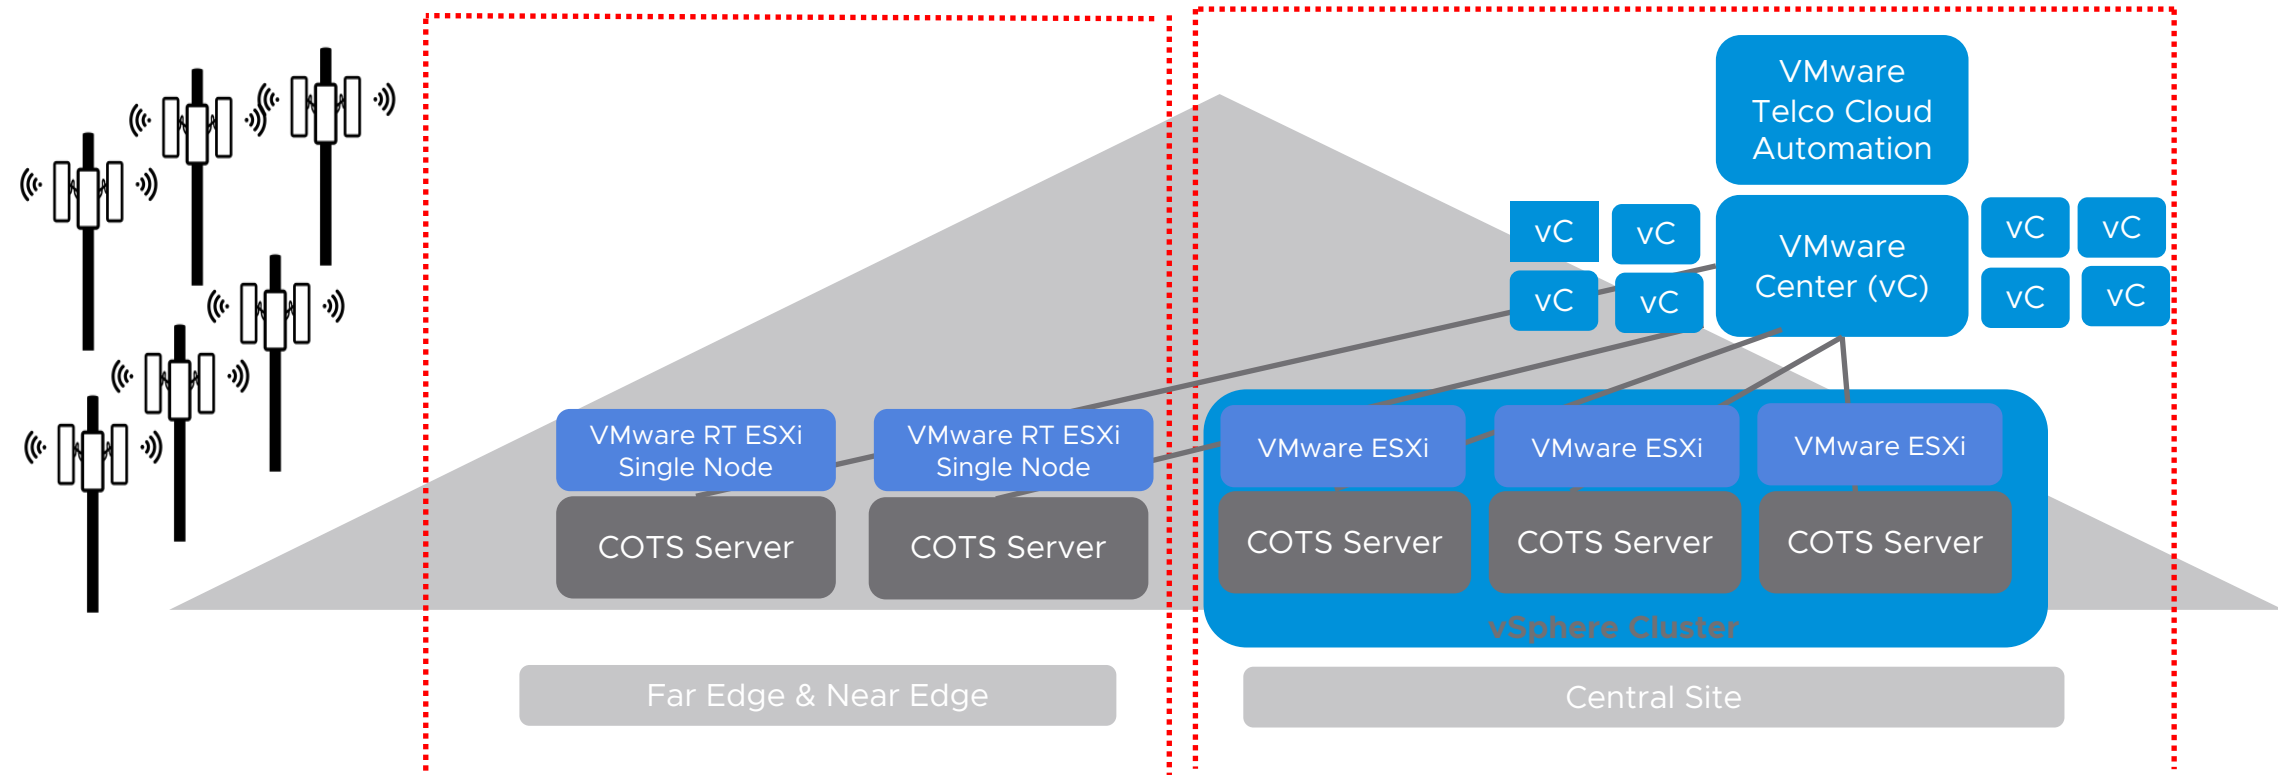 VMware
Telco Cloud
Automation
vC
vC
vC
vC
VMware
Center (vC)
vC
vC
vC
vC
VMware RT ESXi
Single Node
VMware RT ESXi
Single Node
VMware ESXi
VMware ESXi
VMware ESXi
COTS Server
COTS Server
COTS Server
COTS Server
COTS Server
vSphere Cluster
Far Edge & Near Edge
Central Site